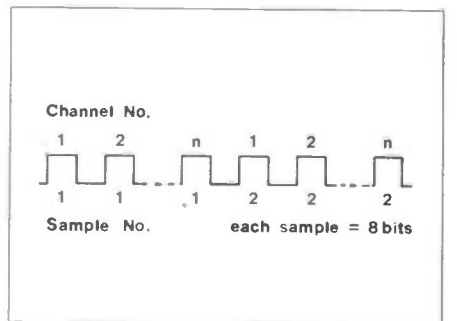 Channel No.
1 2 n 1 2 n
1 1 1 2 2 2
Sample No. each sample = 8 bits